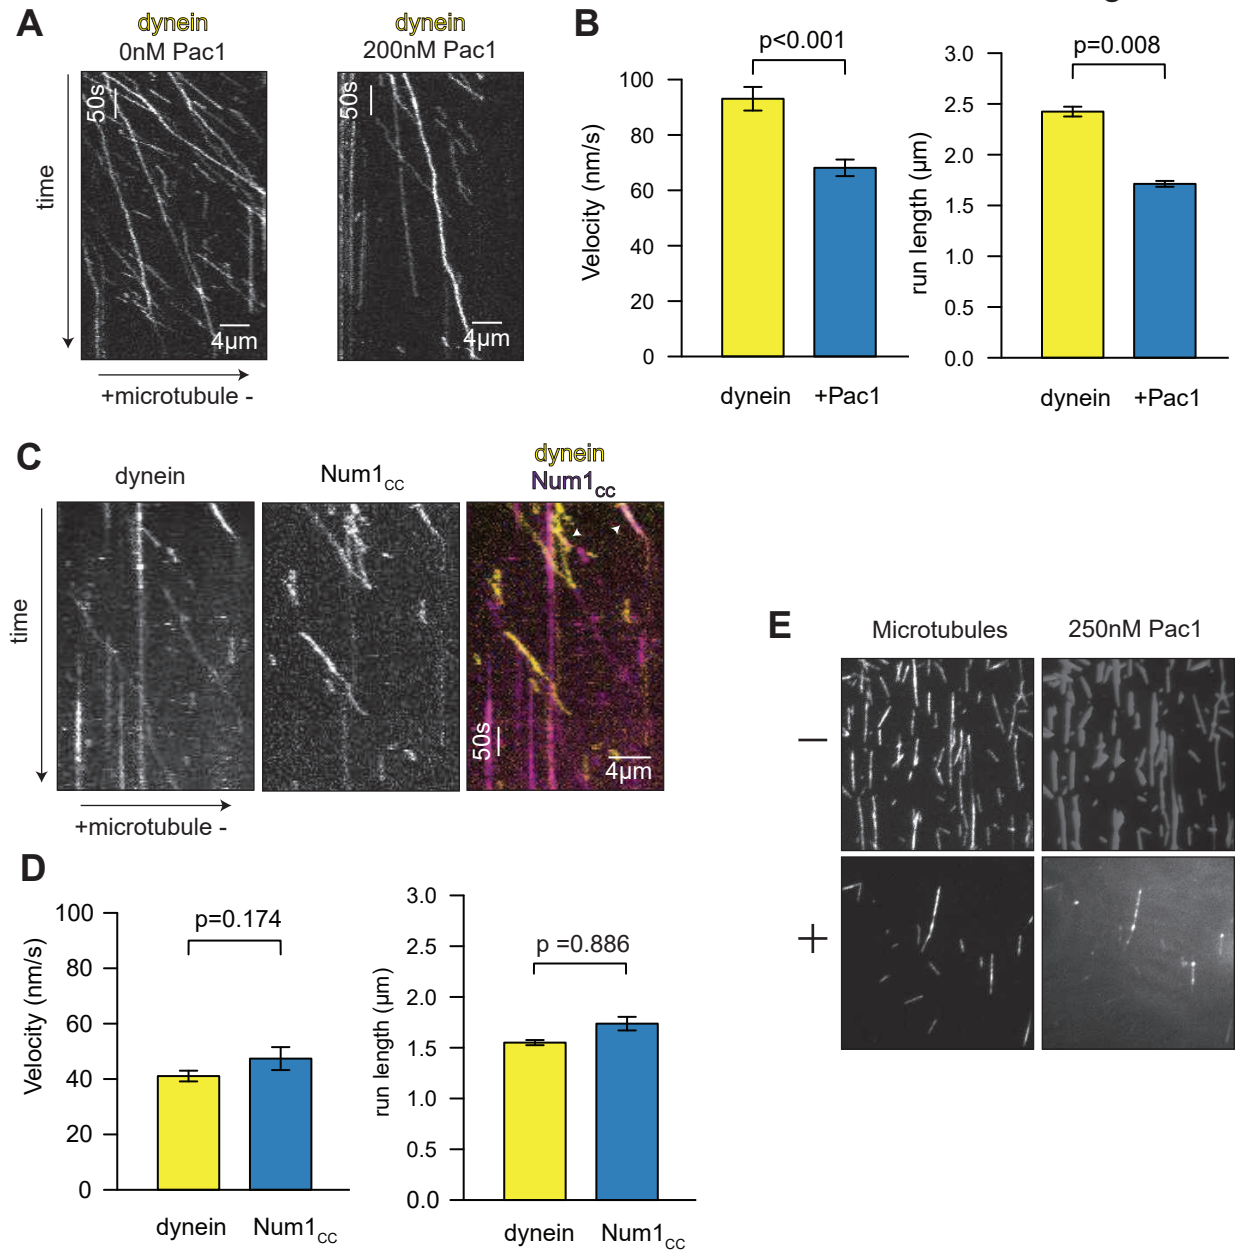 A
dynein
0nM Pac1
dynein
200nM Pac1
time
50s
4µm
50s
4µm
+microtubule -
B
p<0.001
Velocity (nm/s)
100
80
60
40
20
0
dynein
+Pac1
p=0.008
run length (µm)
3.0
2.5
2.0
1.5
1.0
0.5
0.0
dynein
+Pac1
C
dynein
Num1cc
dynein
Num1cc
time
50s
4µm
+microtubule -
D
p=0.174
Velocity (nm/s)
100
80
60
40
20
0
dynein
Num1cc
p =0.886
run length (µm)
3.0
2.5
2.0
1.5
1.0
0.5
0.0
dynein
Num1cc
E
Microtubules
250nM Pac1
−
+